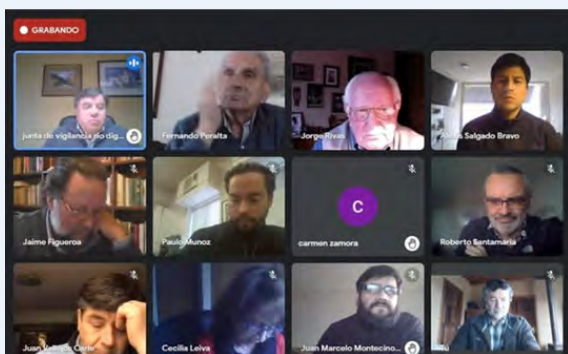 GRABANDO
junta de vigilancia rio dig...
Fernando Peralta
Jorge Rivas
Salgado Bravo
Jaime Figueroa
Paulo Munoz
C
carmen zamora
Roberto Santamaria
Juan
Cecilia Leiva
Juan Marcelo Montecino...